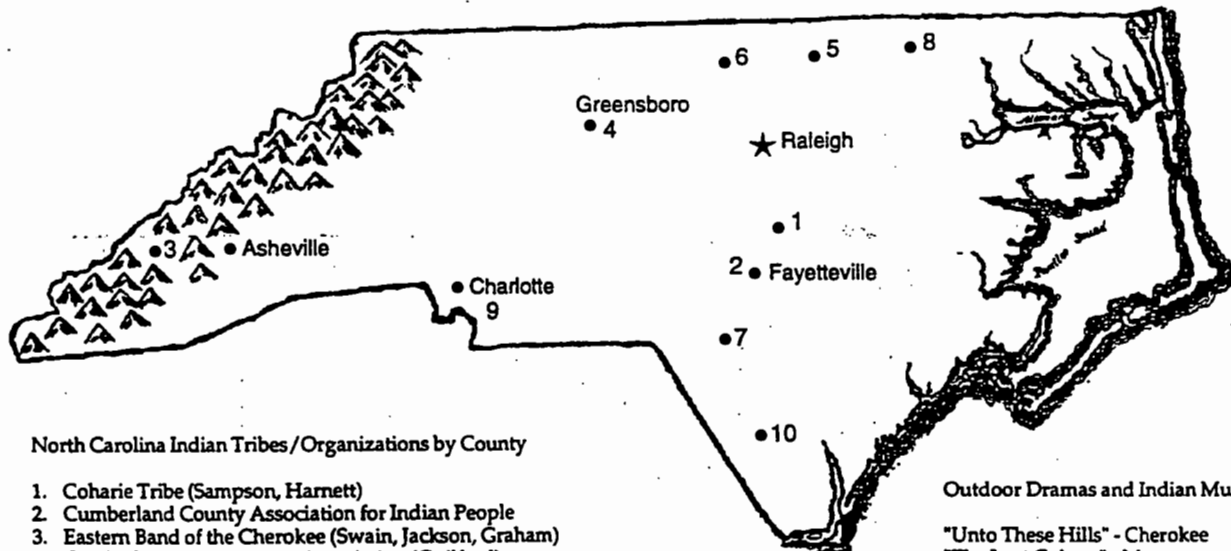 6
5
8
Greensboro
4
Raleigh
Sound
1
3
Asheville
2
Fayetteville
Sound
Charlotte
9
7
10
North Carolina Indian Tribes/Organizations by County
1. Coharie Tribe (Sampson, Harnett)
2. Cumberland County Association for Indian People
3. Eastern Band of the Cherokee (Swain, Jackson, Graham)
Outdoor Dramas and Indian Mu
"Unto These Hills" - Cherokee